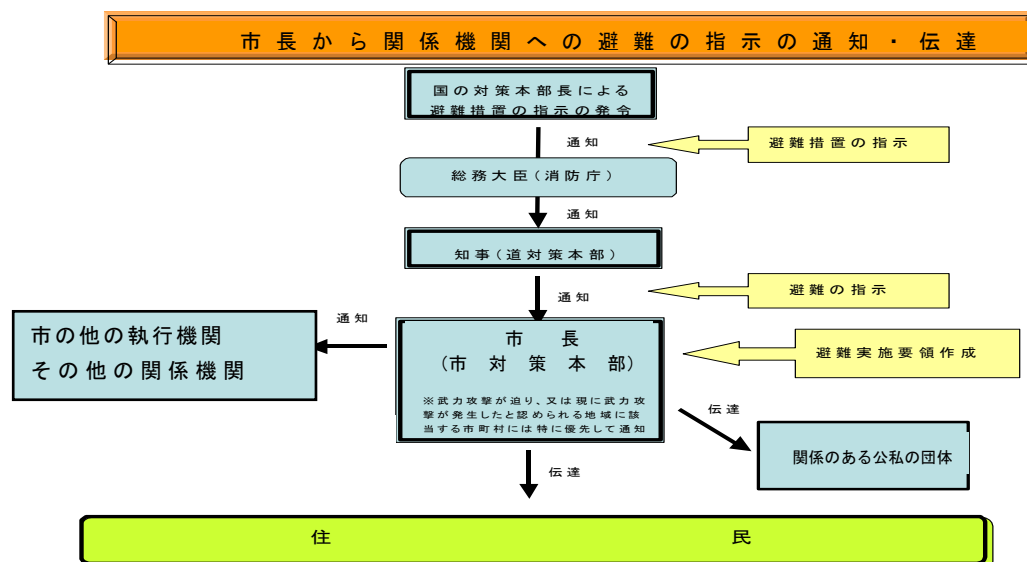 市長から関係機関への避難の指示の通知・伝達
国の対策本部長による
避難措置の指示の発令
通知
避難措置の指示
総務大臣(消防庁)
通知
知事(道対策本部)
通知
避難の指示
通知
市の他の執行機関
その他の関係機関
市長
(市対策本部)
※武力攻撃が迫り、又は現に武力攻
撃が発生したと認められる地域に該
当する市町村には特に優先して通知
避難実施要領作成
伝達
関係のある公私の団体
伝達
住民